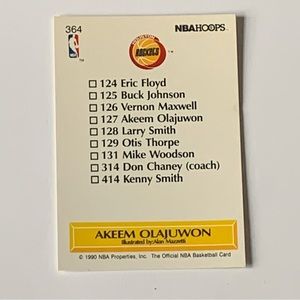 364
NBA HOOPS
HOUSTON
ROCKETS
124 Eric Floyd
125 Buck Johnson
126 Vernon Maxwell
127 Akeem Olajuwon
128 Larry Smith
129 Otis Thorpe
131 Mike Woodson
314 Don Chaney (coach)
414 Kenny Smith
AKEEM OLAJUWON
Illustrated by: Alan Mazzetti
© 1990 NBA Properties, Inc. The Official NBA Basketball Card